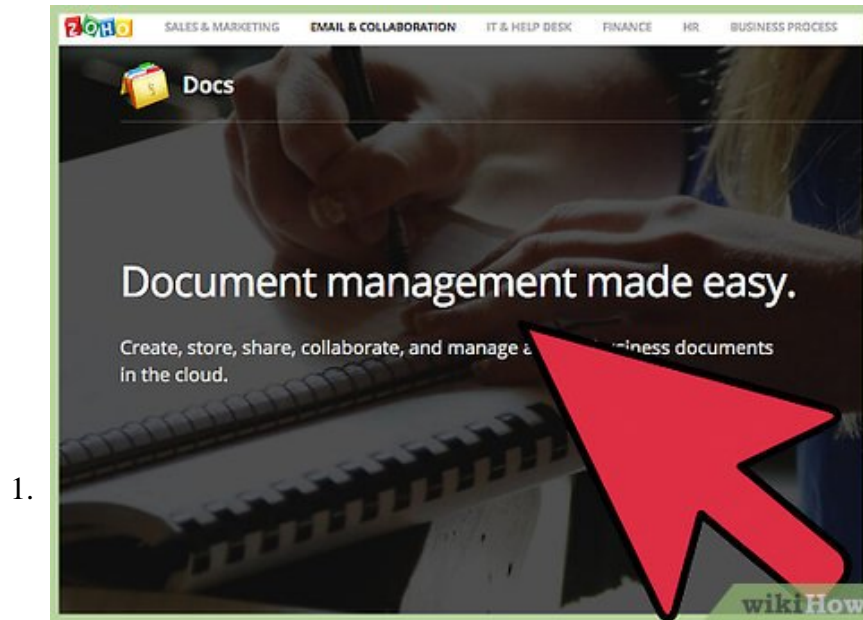 ZOHO SALES & MARKETING EMAIL & COLLABORATION IT & HELP DESK FINANCE HR BUSINESS PROCESS
Docs
Document management made easy.
Create, store, share, collaborate, and manage a business documents
in the cloud.
1.
wikiHow